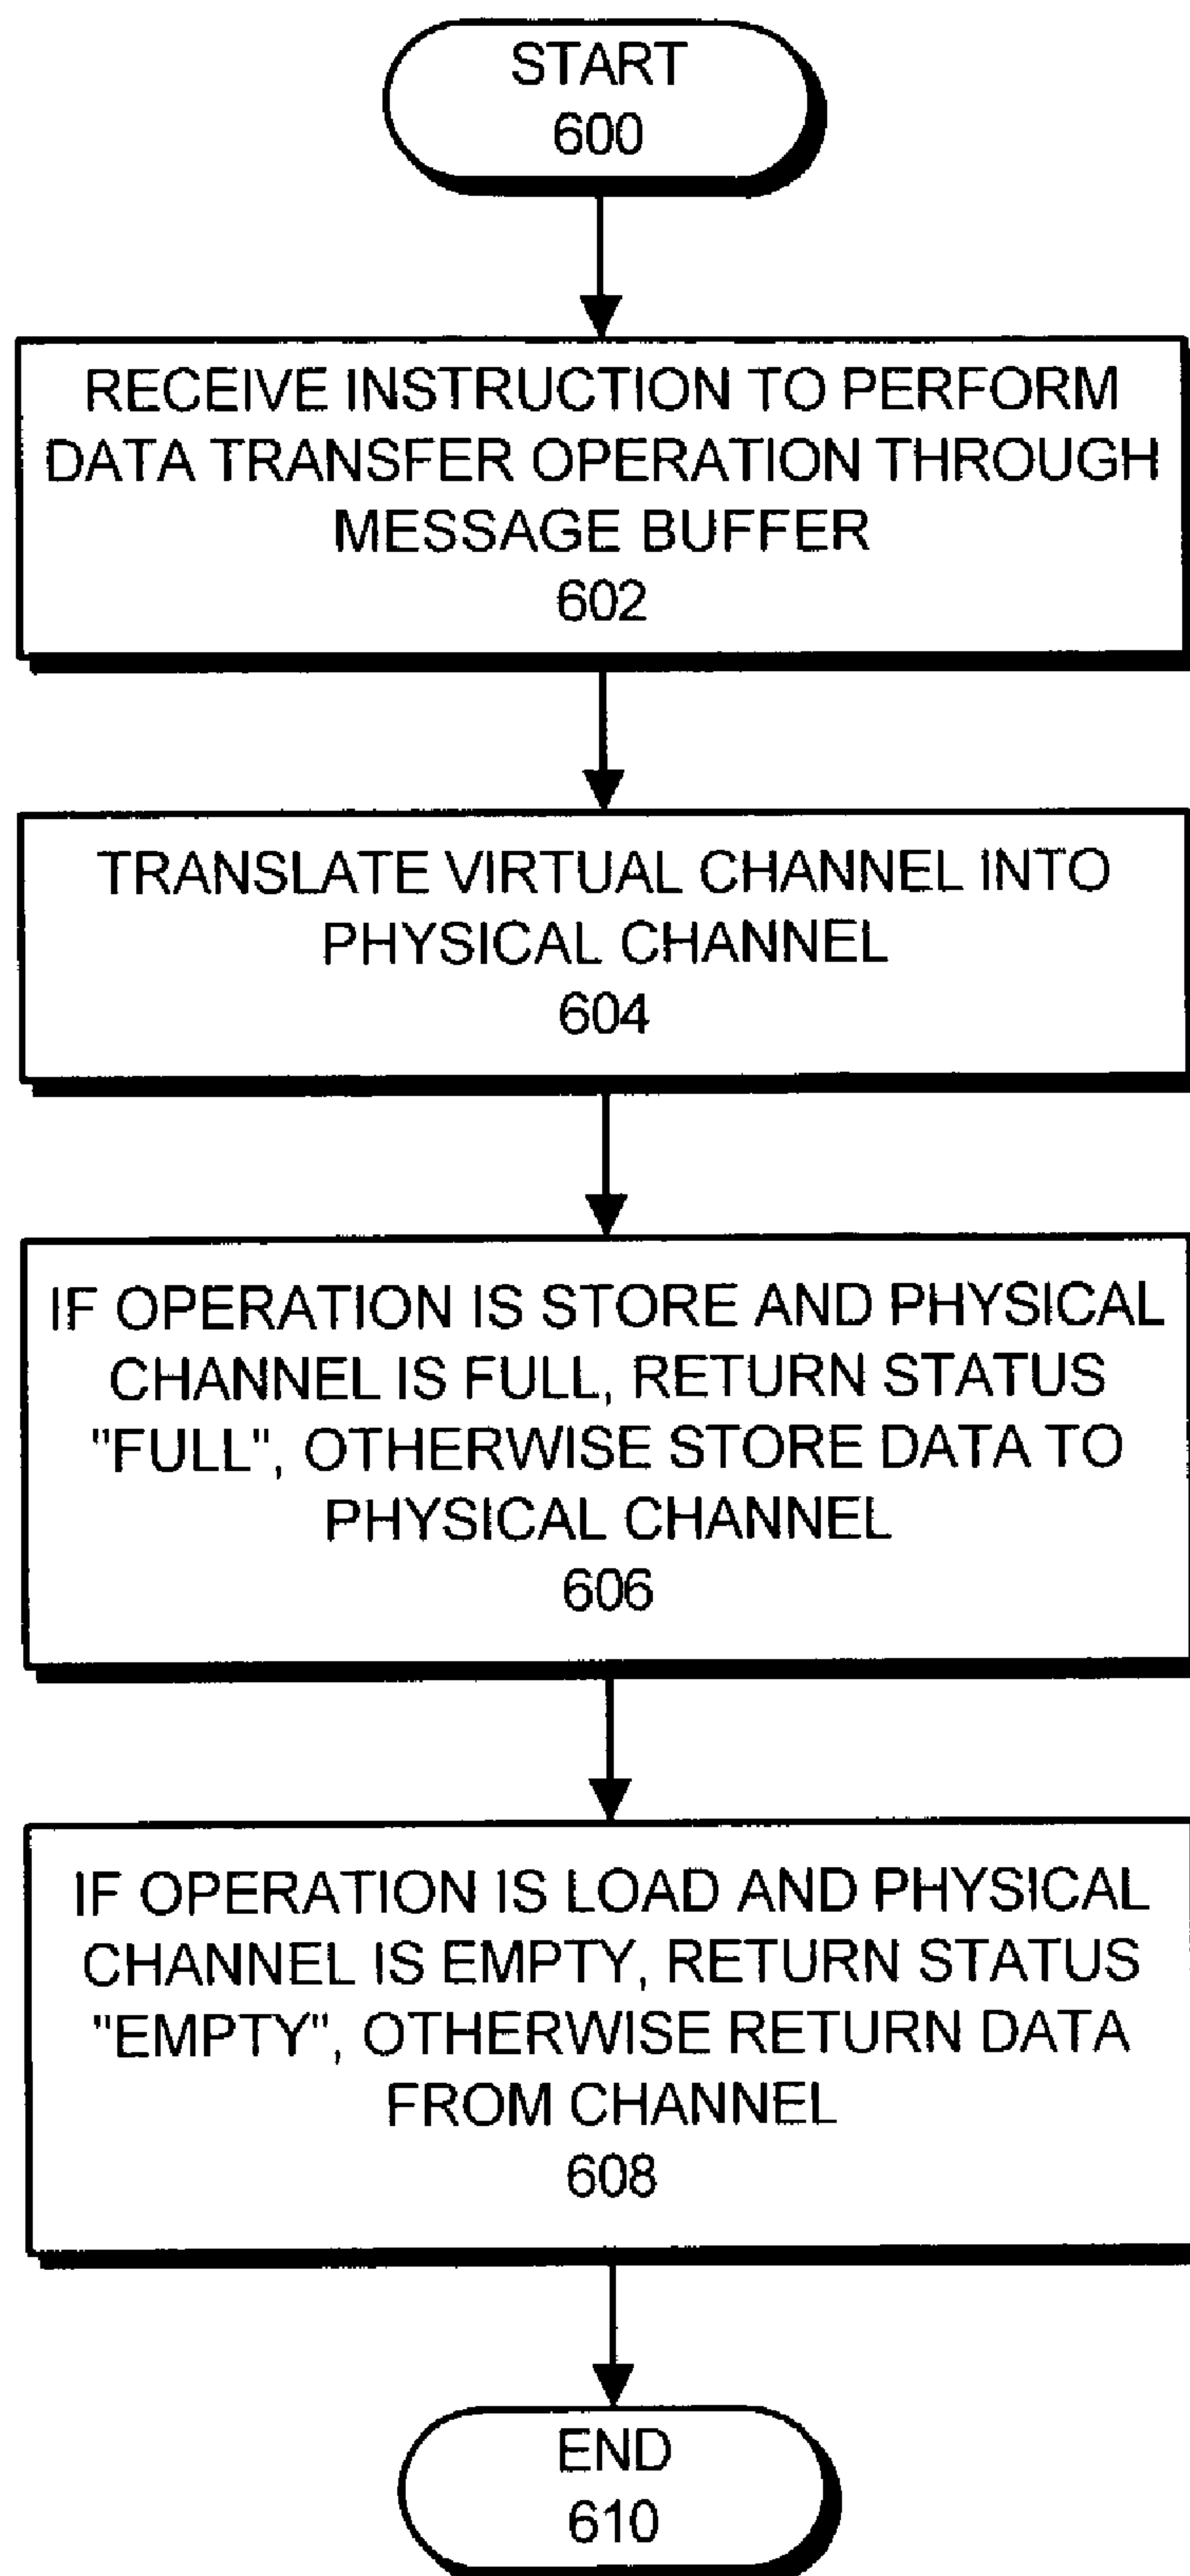 START
600
RECEIVE INSTRUCTION TO PERFORM
DATA TRANSFER OPERATION THROUGH
MESSAGE BUFFER
602
TRANSLATE VIRTUAL CHANNEL INTO
PHYSICAL CHANNEL
604
IF OPERATION IS STORE AND PHYSICAL
CHANNEL IS FULL, RETURN STATUS
"FULL", OTHERWISE STORE DATA TO
PHYSICAL CHANNEL
606
IF OPERATION IS LOAD AND PHYSICAL
CHANNEL IS EMPTY, RETURN STATUS
"EMPTY", OTHERWISE RETURN DATA
FROM CHANNEL
608
END
610